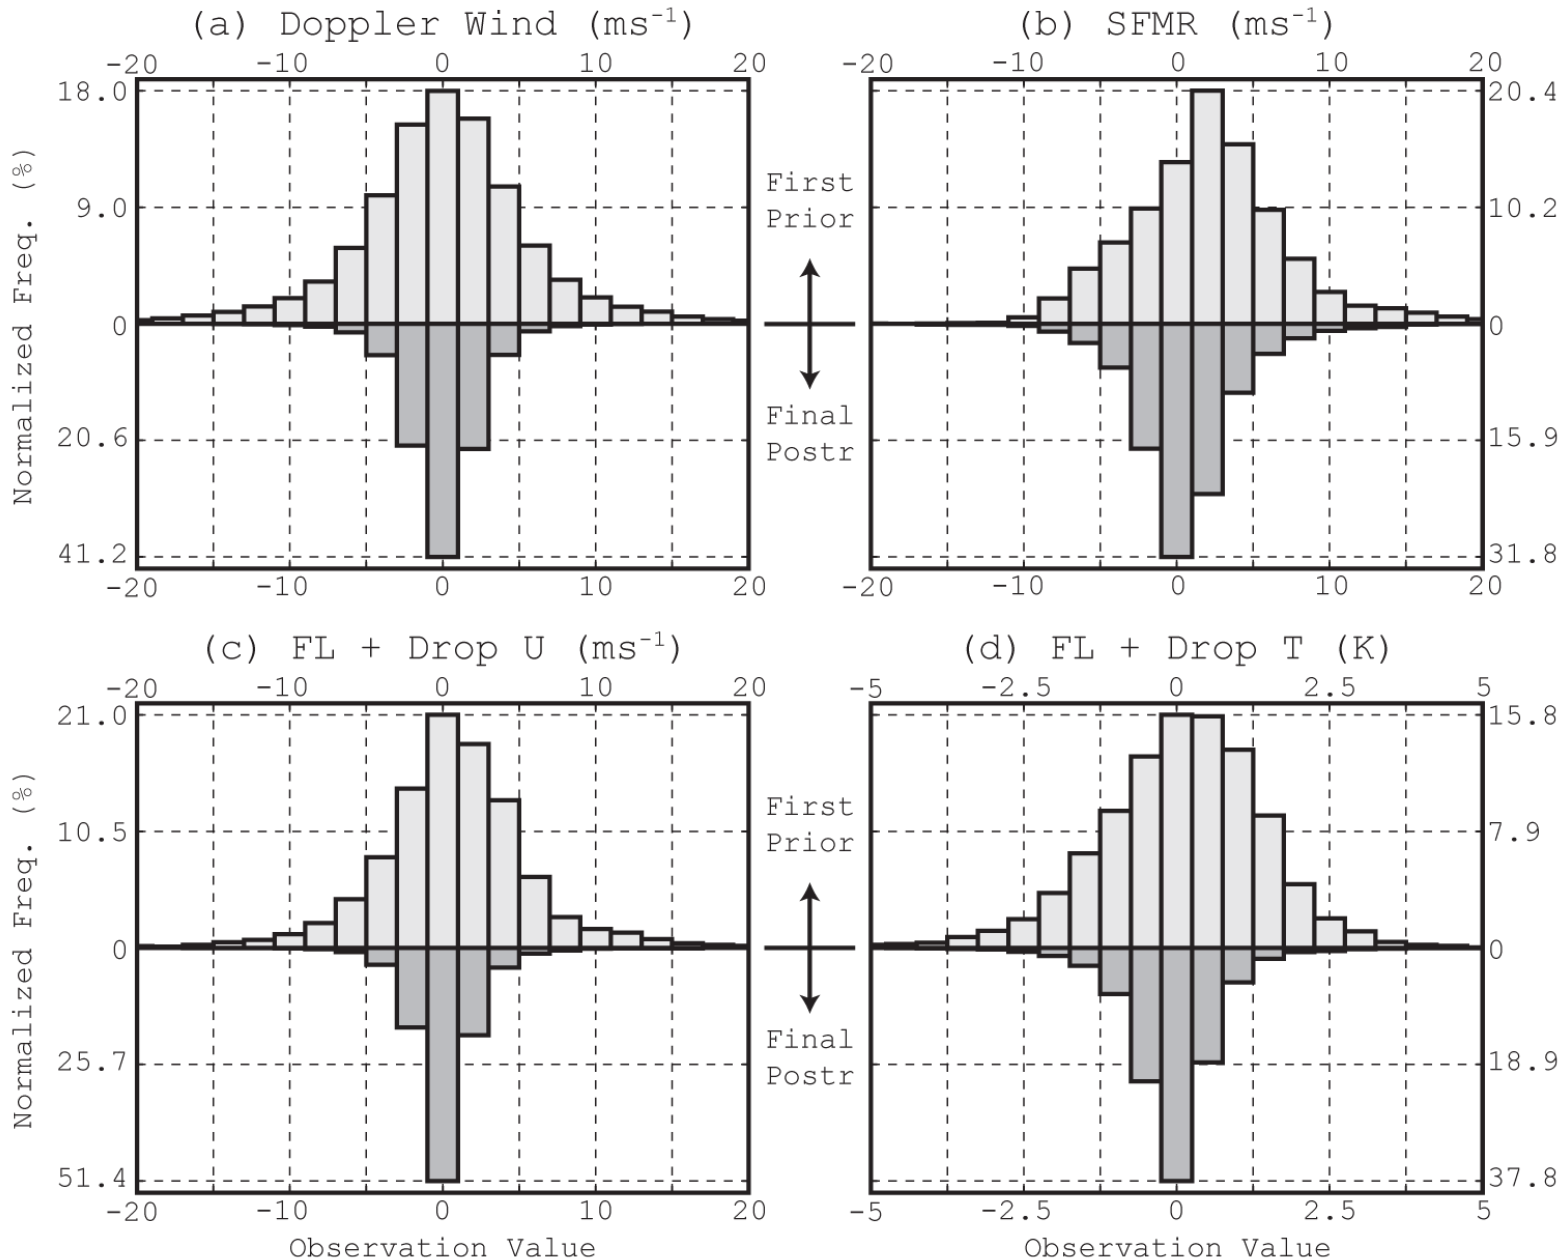 (a) Doppler Wind (ms⁻¹)
(b) SFMR (ms⁻¹)
-20 -10 0 10 20
-20 -10 0 10 20
18.0
9.0
0
20.6
41.2
Normalized Freq. (%)
First
Prior
Final
Postr
20.4
10.2
0
15.9
31.8
-20 -10 0 10 20
-20 -10 0 10 20
(c) FL + Drop U (ms⁻¹)
(d) FL + Drop T (K)
-20 -10 0 10 20
-5 -2.5 0 2.5 5
21.0
10.5
0
25.7
51.4
Normalized Freq. (%)
First
Prior
Final
Postr
15.8
7.9
0
18.9
37.8
-20 -10 0 10 20
-5 -2.5 0 2.5 5
Observation Value
Observation Value